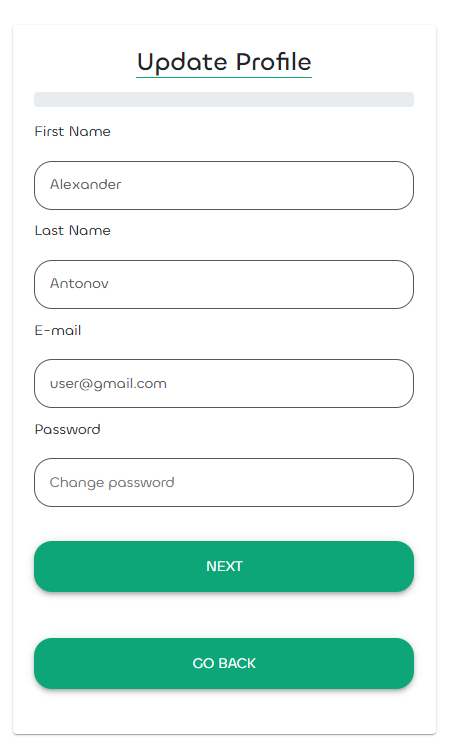 Update Profile
First Name
Alexander
Last Name
Antonov
E-mail
user@gmail.com
Password
Change password
NEXT
GO BACK